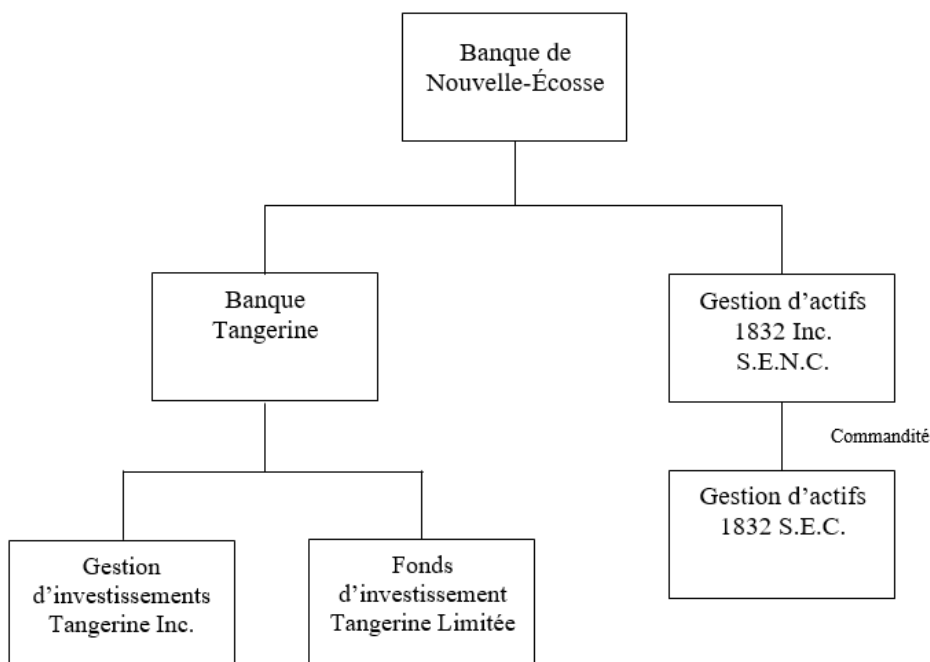 Banque de
Nouvelle-Écosse
Banque
Tangerine
Gestion d’actifs
1832 Inc.
S.E.N.C.
Commandité
Gestion d’actifs
1832 S.E.C.
Gestion
d’investissements
Tangerine Inc.
Fonds
d’investissement
Tangerine Limitée